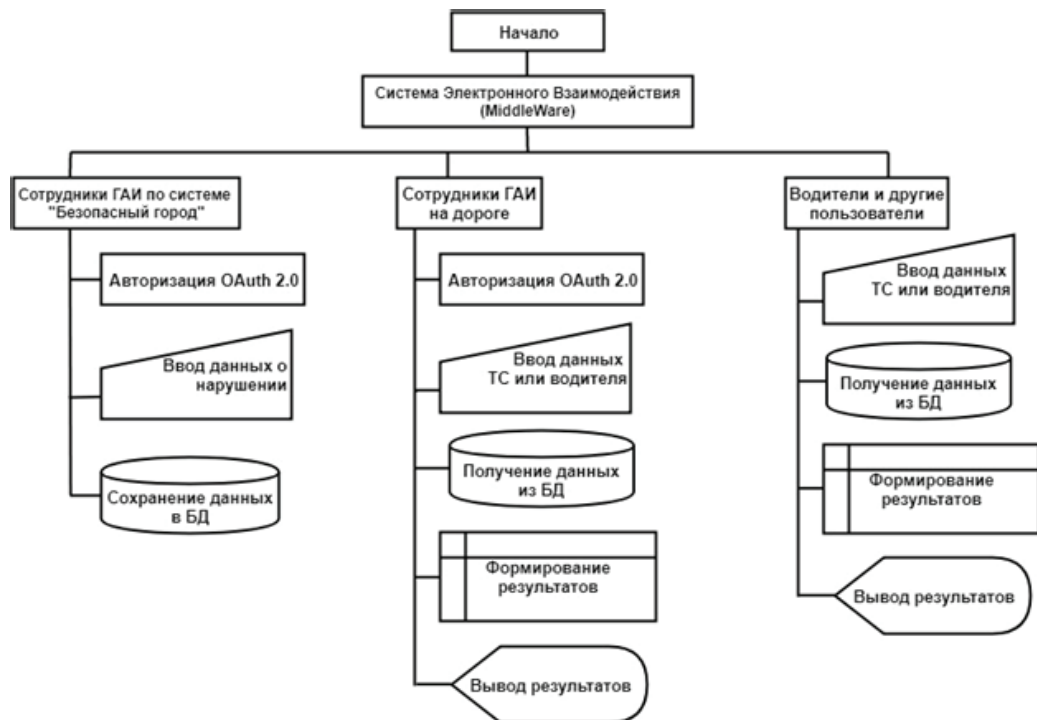 Начало
Система Электронного Взаимодействия
(MiddleWare)
Сотрудники ГАИ по системе
"Безопасный город"
Авторизация OAuth 2.0
Ввод данных о
нарушении
Сохранение данных
в БД
Сотрудники ГАИ
на дороге
Авторизация OAuth 2.0
Ввод данных
ТС или водителя
Получение данных
из БД
Формирование
результатов
Вывод результатов
Водители и другие
пользователи
Ввод данных
ТС или водителя
Получение данных
из БД
Формирование
результатов
Вывод результатов